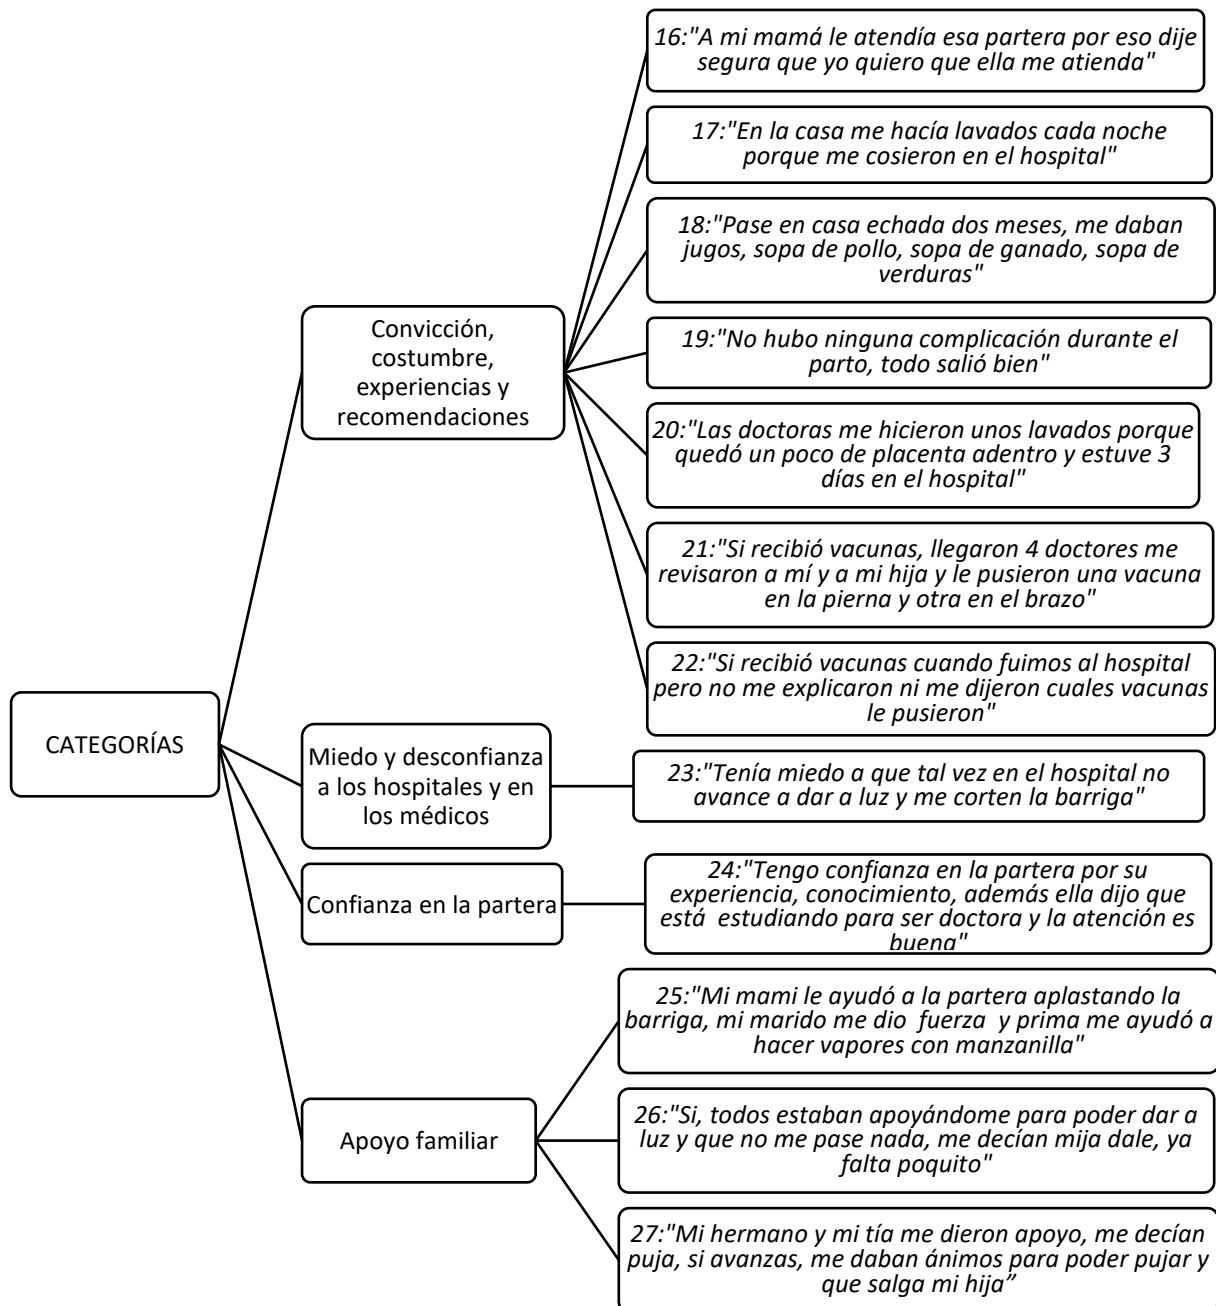 16:"A mi mamá le atendía esa partera por eso dije
segura que yo quiero que ella me atienda"
17:"En la casa me hacía lavados cada noche
porque me cosieron en el hospital"
18:"Pase en casa echada dos meses, me daban
jugos, sopa de pollo, sopa de ganado, sopa de
verduras"
Convicción,
costumbre,
experiencias y
recomendaciones
19:"No hubo ninguna complicación durante el
parto, todo salió bien"
20:"Las doctoras me hicieron unos lavados porque
quedó un poco de placenta adentro y estuve 3
días en el hospital"
21:"Si recibió vacunas, llegaron 4 doctores me
revisaron a mí y a mi hija y le pusieron una vacuna
en la pierna y otra en el brazo"
22:"Si recibió vacunas cuando fuimos al hospital
pero no me explicaron ni me dijeron cuales vacunas
le pusieron"
CATEGORÍAS
Miedo y desconfianza
a los hospitales y en
los médicos
23:"Tenía miedo a que tal vez en el hospital no
avance a dar a luz y me corten la barriga"
Confianza en la partera
24:"Tengo confianza en la partera por su
experiencia, conocimiento, además ella dijo que
está estudiando para ser doctora y la atención es
buena"
25:"Mi mami le ayudó a la partera aplastando la
barriga, mi marido me dio fuerza y prima me ayudó a
hacer vapores con manzanilla"
Apoyo familiar
26:"Si, todos estaban apoyándome para poder dar a
luz y que no me pase nada, me decían mija dale, ya
falta poquito"
27:"Mi hermano y mi tía me dieron apoyo, me decían
puja, si avanzas, me daban ánimos para poder pujar y
que salga mi hija”